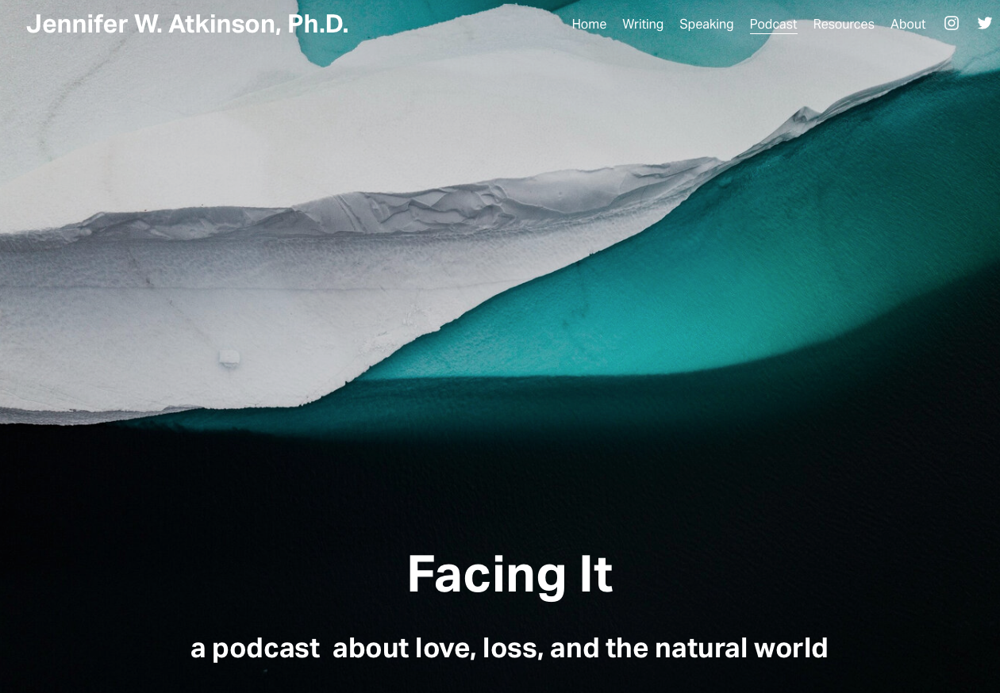 Jennifer W. Atkinson, Ph.D.
Home Writing Speaking Podcast Resources About
Facing It
a podcast  about love, loss, and the natural world